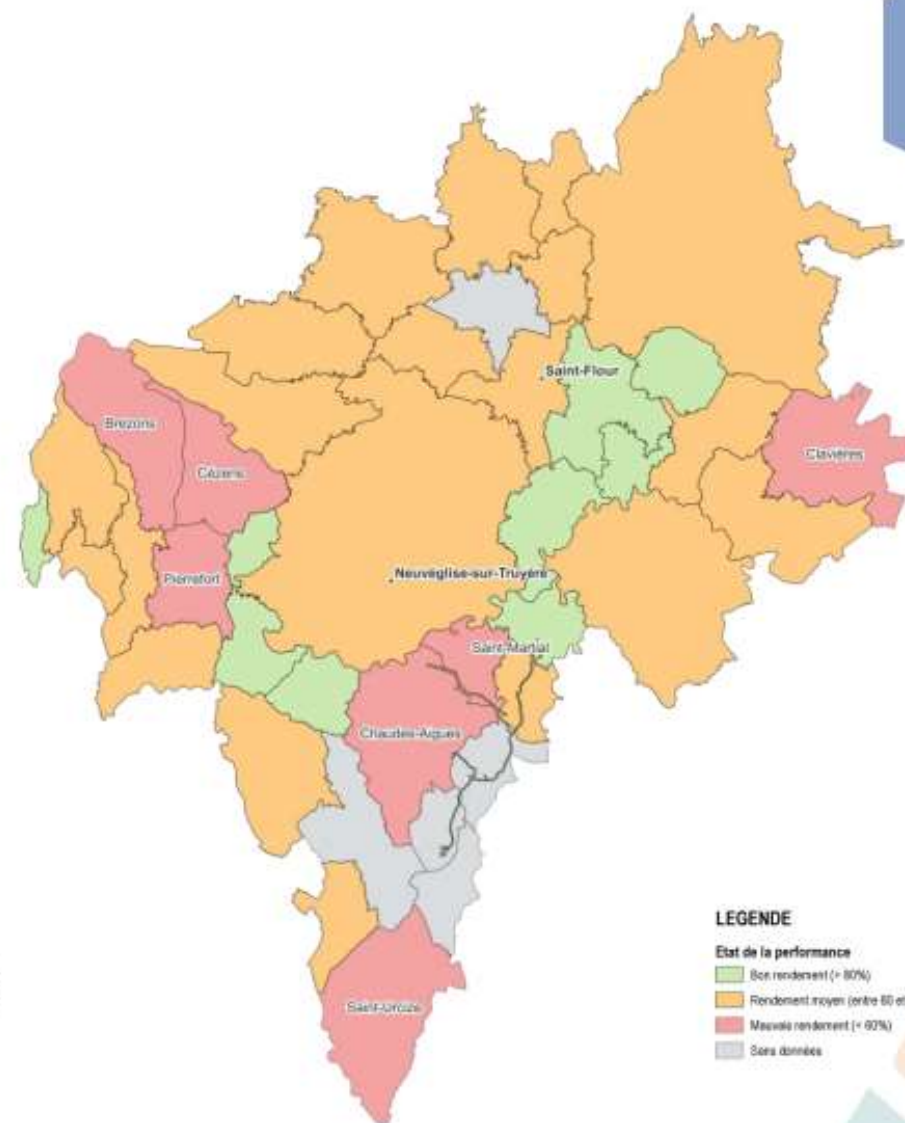 Saint-Flour
Brezons
Cézens
Clavières
Pierrefort
Neuvéglise-sur-Truyère
Saint-Martial
Chaudes-Aigues
LEGENDE
Etat de la performance
Bon rendement (> 80%)
Rendement moyen (entre 60 et
Mauvais rendement (< 60%)
Sans données
Saint-Urcize